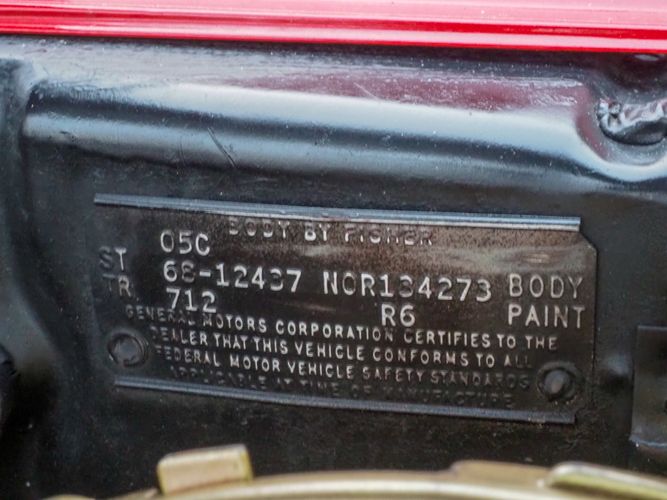 BODY BY FISHER
05C
ST 68-12437 NOR134273 BODY
TR. 712 R6 PAINT
GENERAL MOTORS CORPORATION CERTIFIES TO THE
DEALER THAT THIS VEHICLE CONFORMS TO ALL
FEDERAL MOTOR VEHICLE SAFETY STANDARDS
APPLICABLE AT TIME OF MANUFACTURE